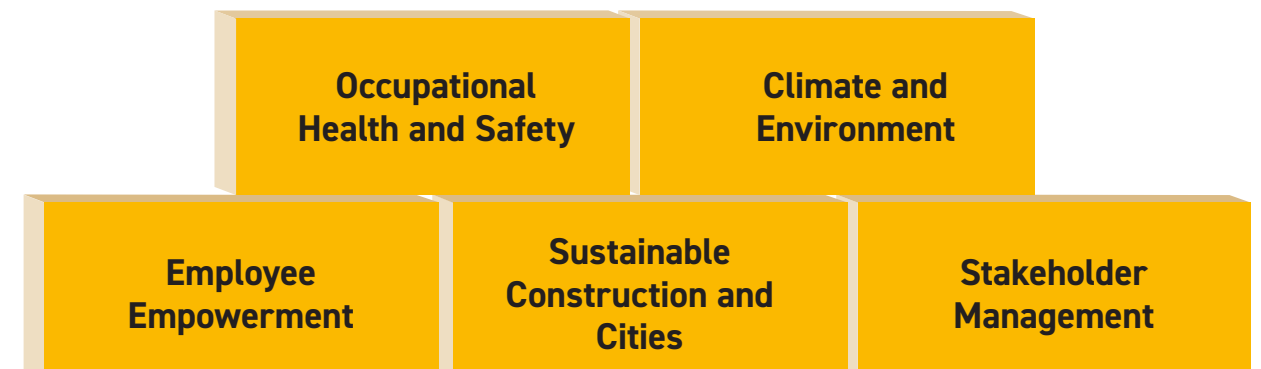 Occupational
Health and Safety
Climate and
Environment
Employee
Empowerment
Sustainable
Construction and
Cities
Stakeholder
Management